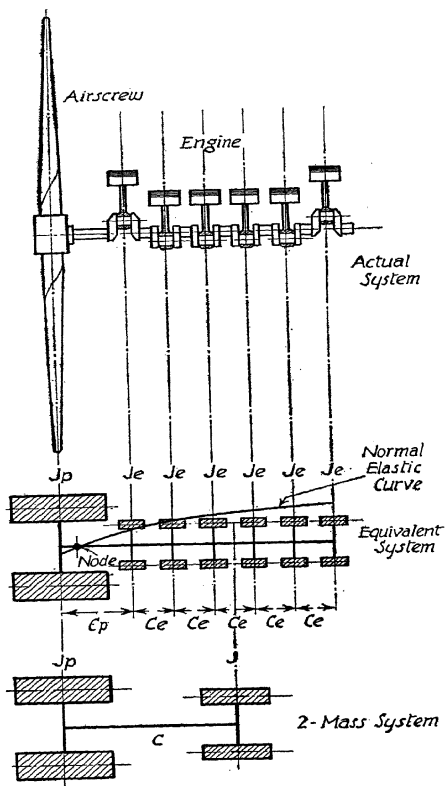 Airscrew
Engine
Actual
System
Jp Je Je Je Je Je Je
Normal
Elastic
Curve
Equivalent
System
Node
Cp Ce Ce Ce Ce Ce
Jp J
2-Mass System
C